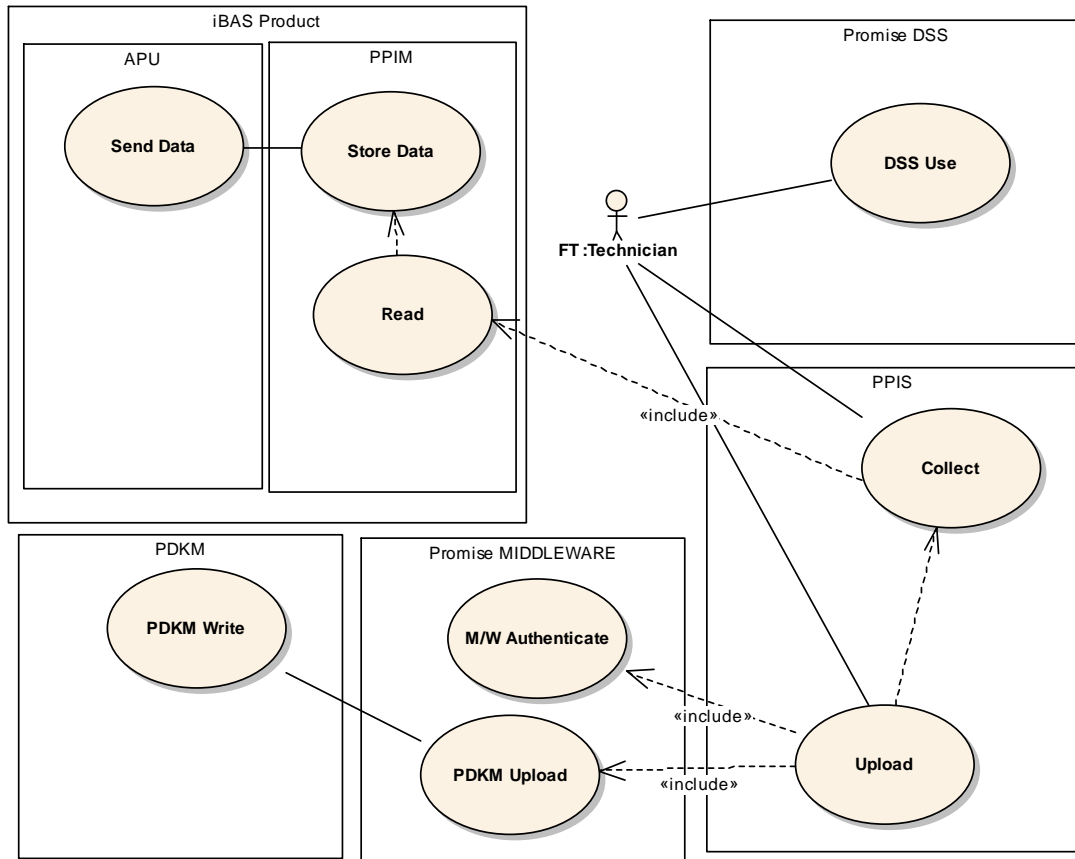 iBAS Product
APU
PPIM
Send Data
Store Data
Read
Promise DSS
DSS Use
FT :Technician
PPIS
«include»
Collect
PDKM
PDKM Write
Promise MIDDLEWARE
M/W Authenticate
«include»
PDKM Upload
«include»
Upload